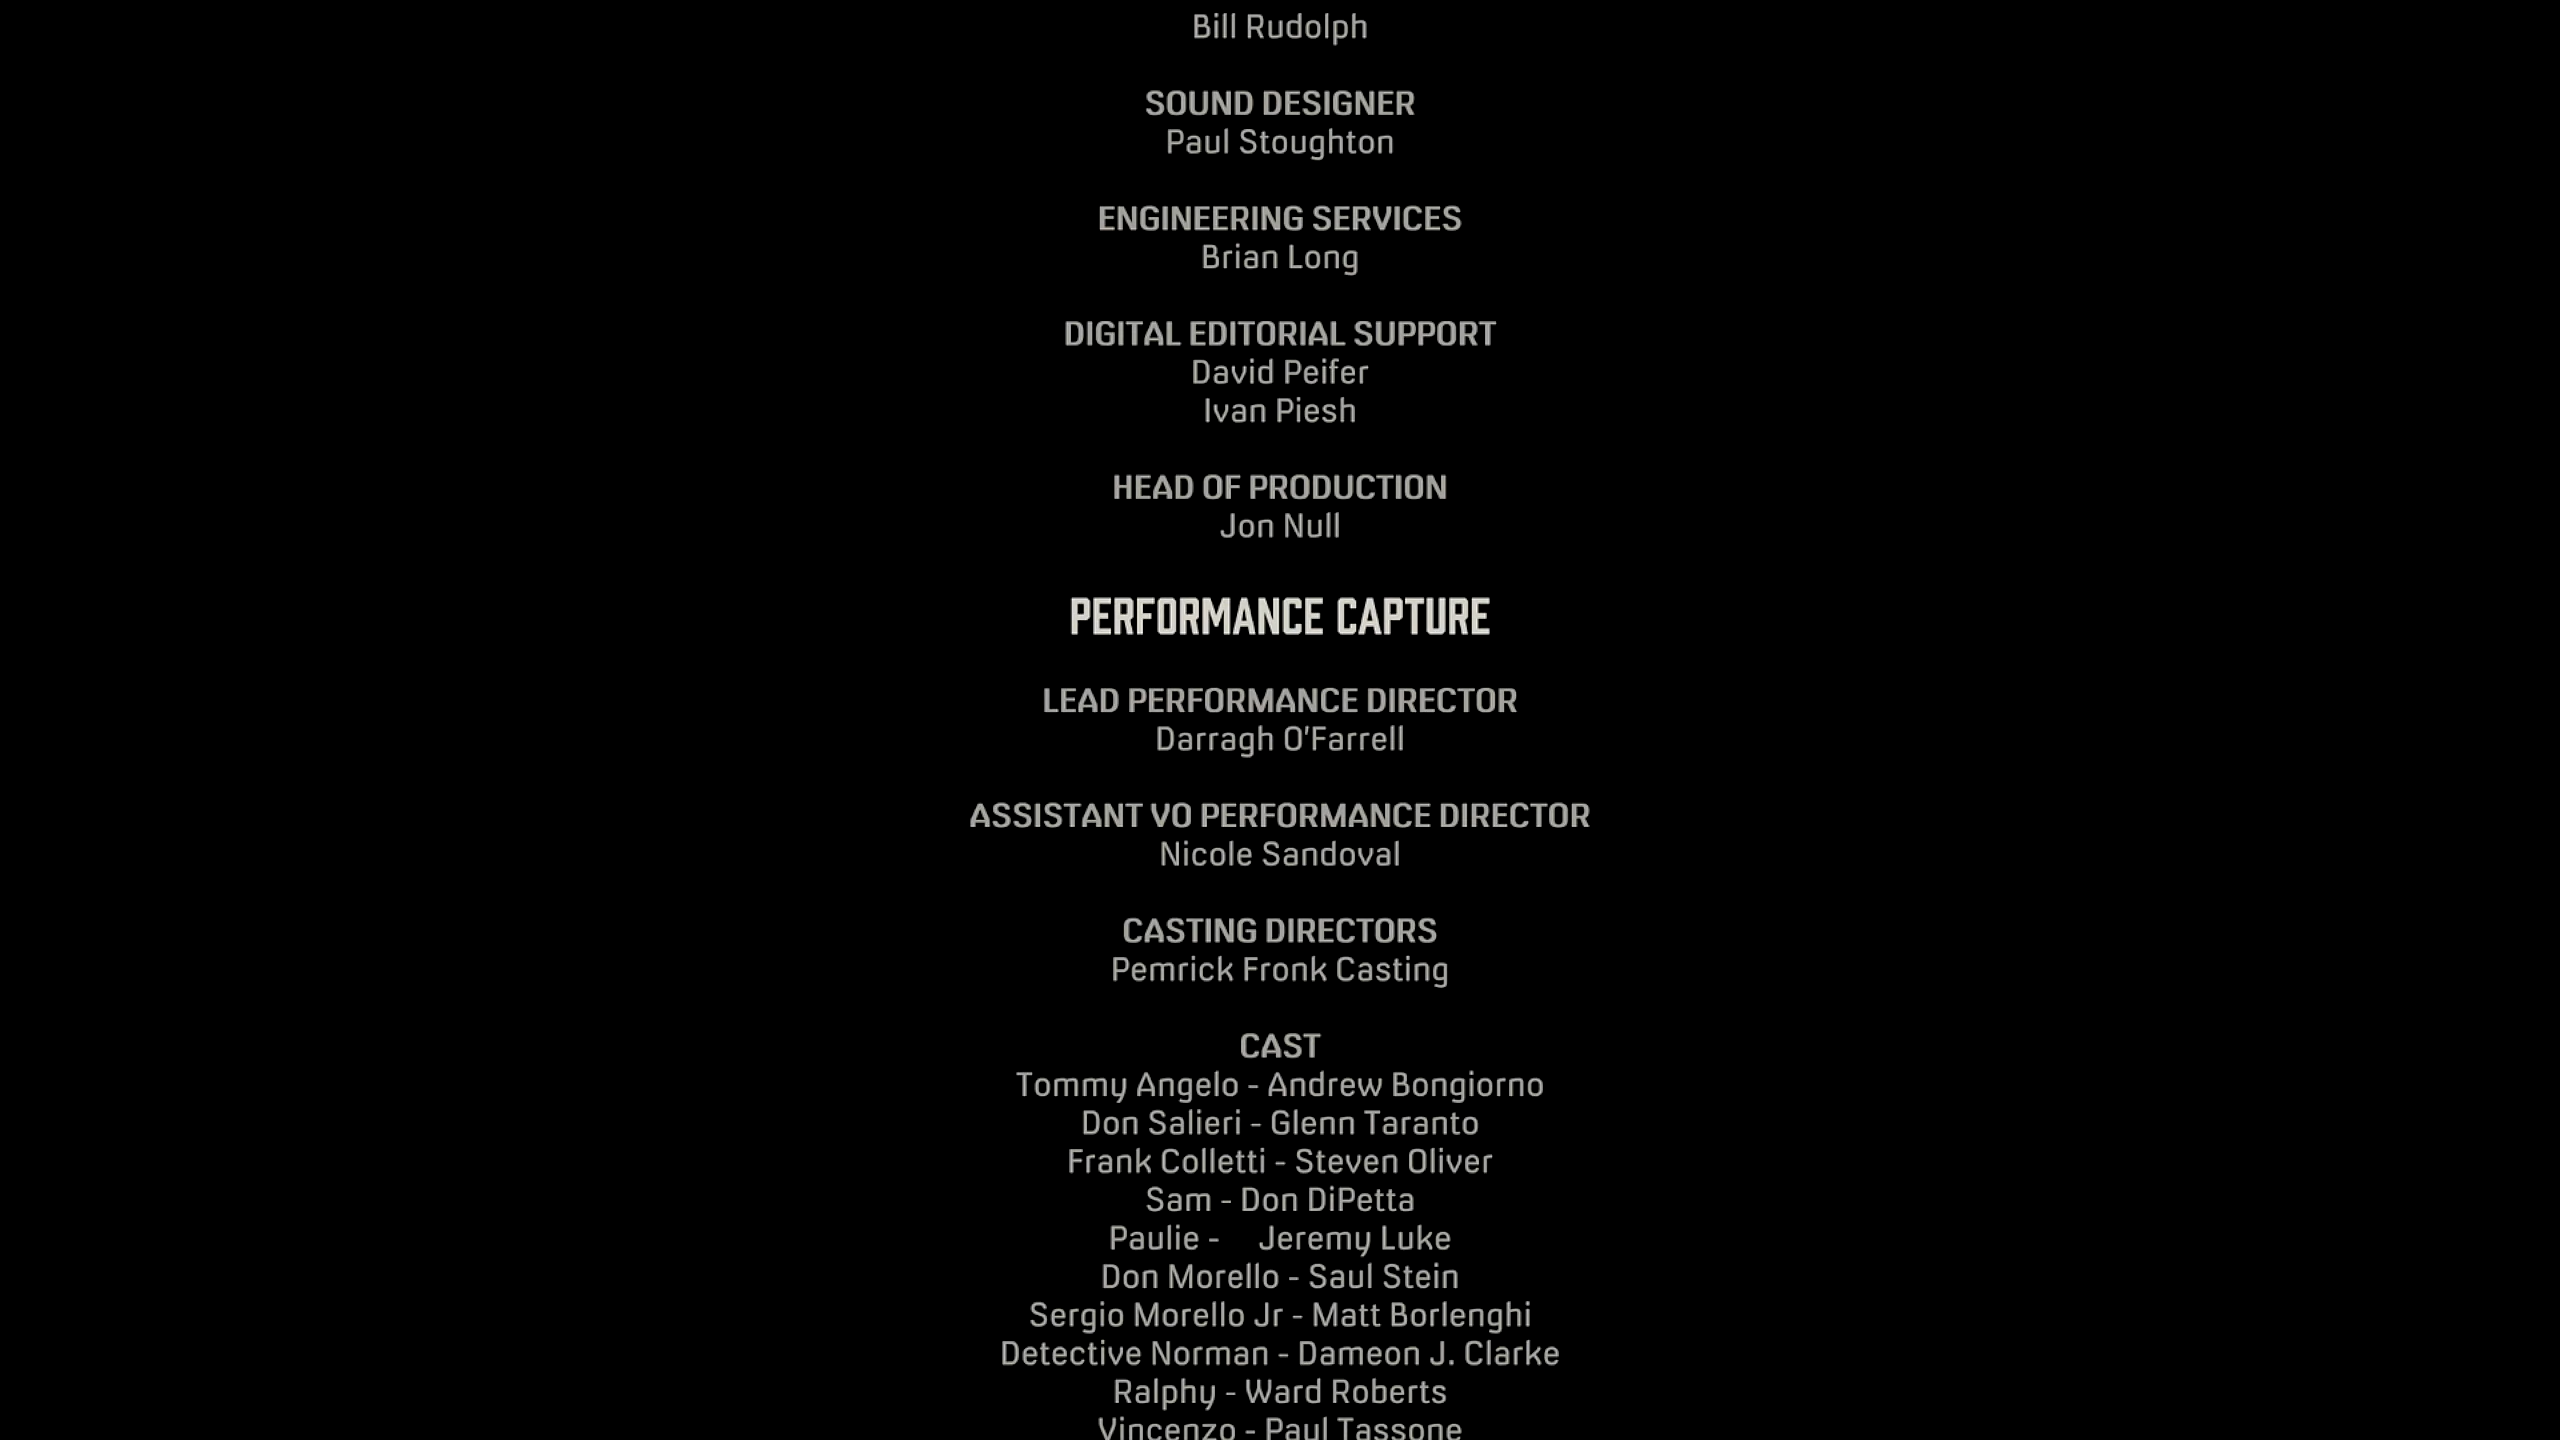 Bill Rudolph
SOUND DESIGNER
Paul Stoughton
ENGINEERING SERVICES
Brian Long
DIGITAL EDITORIAL SUPPORT
David Peifer
Ivan Piesh
HEAD OF PRODUCTION
Jon Null
PERFORMANCE CAPTURE
LEAD PERFORMANCE DIRECTOR
Darragh O'Farrell
ASSISTANT VO PERFORMANCE DIRECTOR
Nicole Sandoval
CASTING DIRECTORS
Pemrick Fronk Casting
CAST
Tommy Angelo - Andrew Bongiorno
Don Salieri - Glenn Taranto
Frank Colletti - Steven Oliver
Sam - Don DiPetta
Paulie - Jeremy Luke
Don Morello - Saul Stein
Sergio Morello Jr - Matt Borlenghi
Detective Norman - Dameon J. Clarke
Ralphy - Ward Roberts
Vincenzo - Paul Tassone